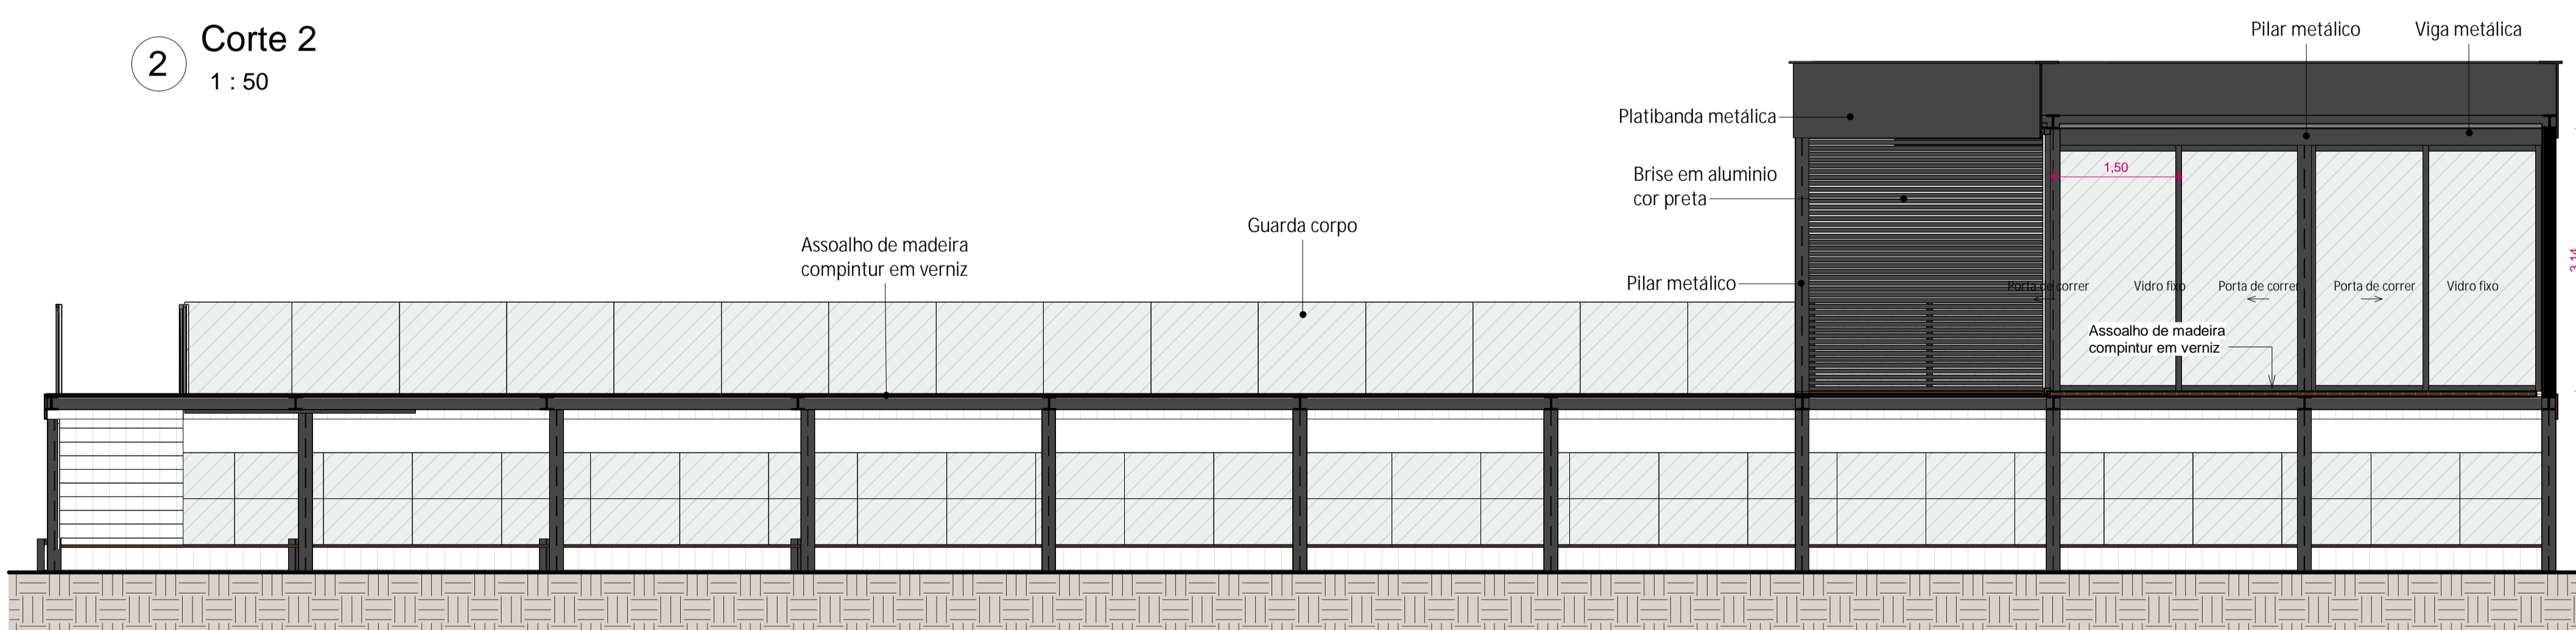 2
Corte 2
1 : 50
Pilar metálico
Viga metálica
Platibanda metálica
Brise em aluminio
cor preta
1,50
Guarda corpo
Assoalho de madeira
compintur em verniz
Pilar metálico
Porta de correr
Vidro fixo
Porta de correr
Porta de correr
Vidro fixo
Assoalho de madeira
compintur em verniz